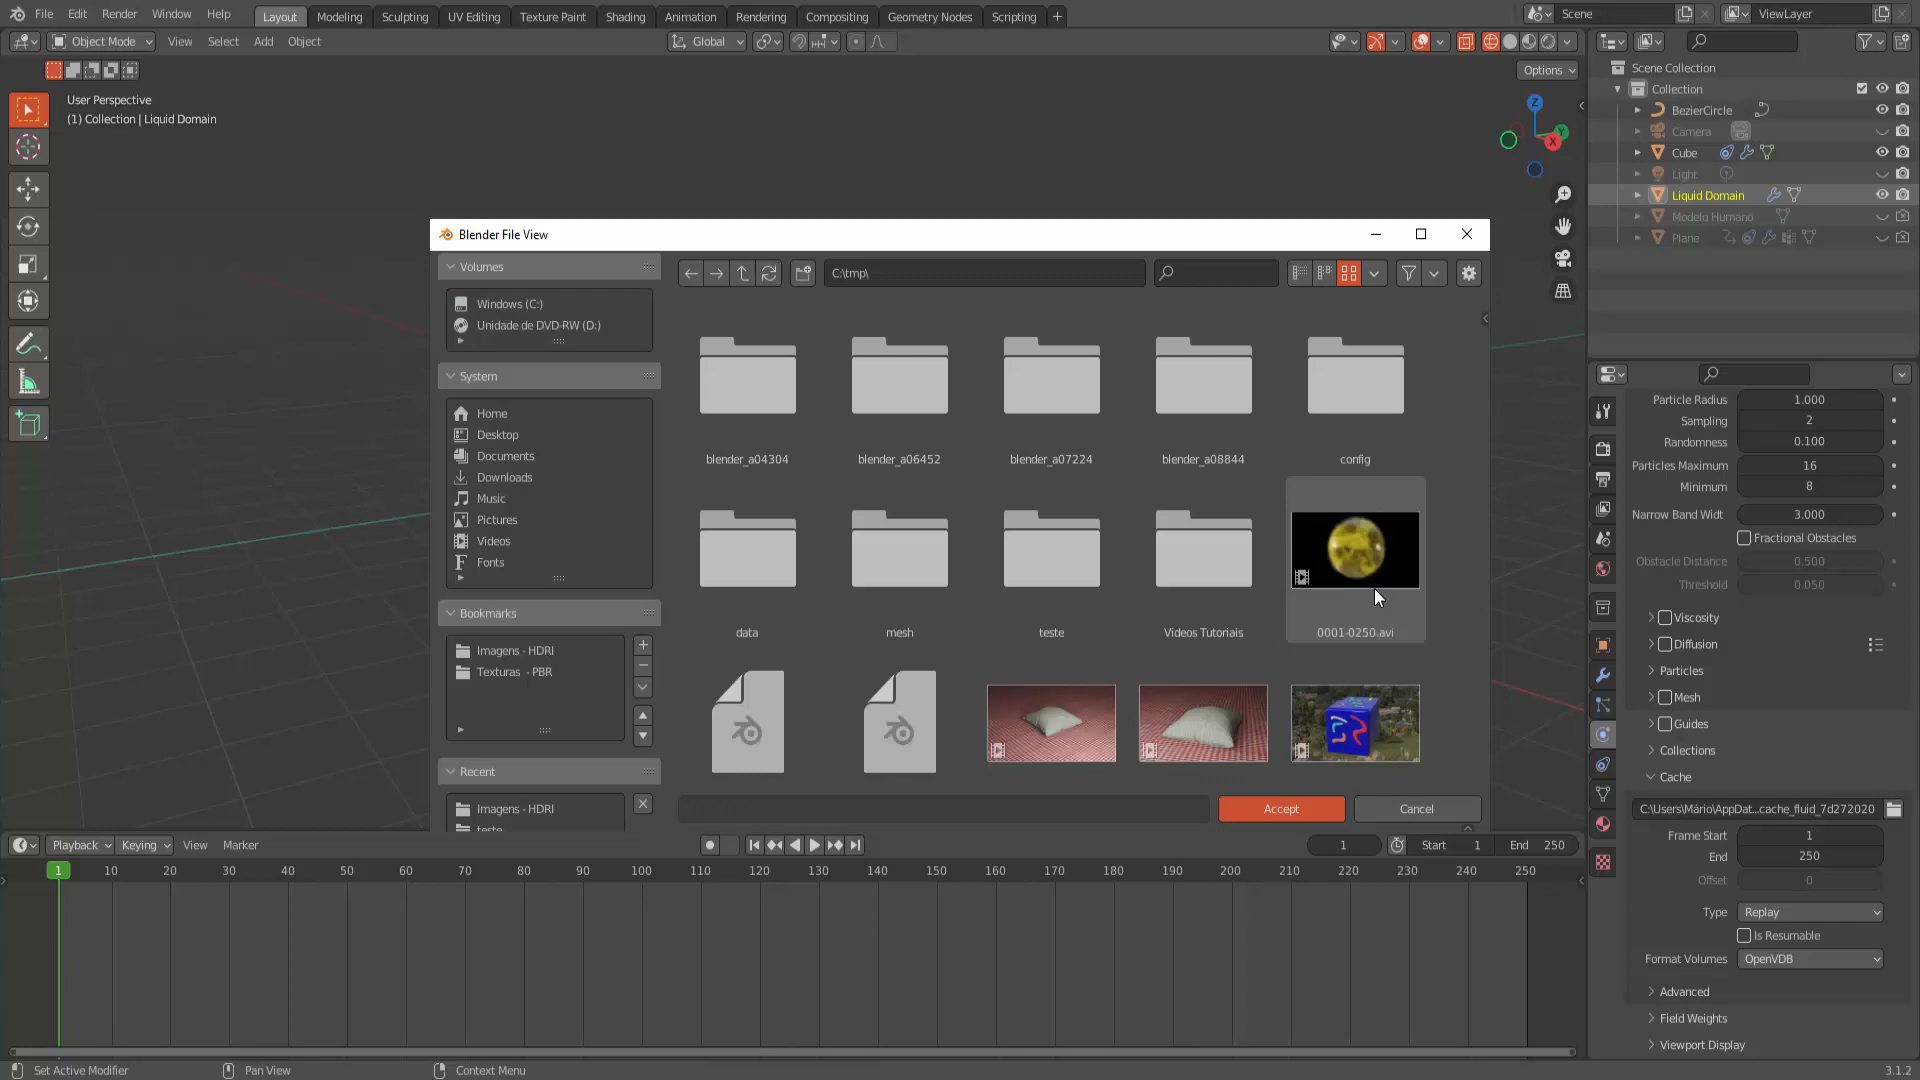 File Edit Render Window Help Layout Modeling Sculpting UV Editing Texture Paint Shading Animation Rendering Compositing Geometry Nodes Scripting + Scene ViewLayer
Object Mode View Select Add Object Global
Options
User Perspective
(1) Collection | Liquid Domain
Z
Y
X
Scene Collection
Collection
BezierCircle
Camera
Cube
Light
Liquid Domain
Modelo Humano
Plane
Blender File View
Volumes
Windows (C:)
Unidade de DVD-RW (D:)
System
Home
Desktop
Documents
Downloads
Music
Pictures
Videos
Fonts
Bookmarks
Imagens - HDRI
Texturas - PBR
Recent
Imagens - HDRI
teste
C:\tmp\
blender_a04304 blender_a06452 blender_a07224 blender_a08844 config
data mesh teste Videos Tutoriais 0001-0250.avi
Accept Cancel
Particle Radius 1.000
Sampling 2
Randomness 0.100
Particles Maximum 16
Minimum 8
Narrow Band Widt 3.000
Fractional Obstacles
Obstacle Distance 0.500
Threshold 0.050
Viscosity
Diffusion
Particles
Mesh
Guides
Collections
Cache
C:\Users\Mário\AppDat...cache_fluid_7d272020
Frame Start 1
End 250
Offset 0
Type Replay
Is Resumable
Format Volumes OpenVDB
Advanced
Field Weights
Viewport Display
Playback Keying View Marker 1 Start 1 End 250
1 10 20 30 40 50 60 70 80 90 100 110 120 130 140 150 160 170 180 190 200 210 220 230 240 250
Set Active Modifier Pan View Context Menu 3.1.2